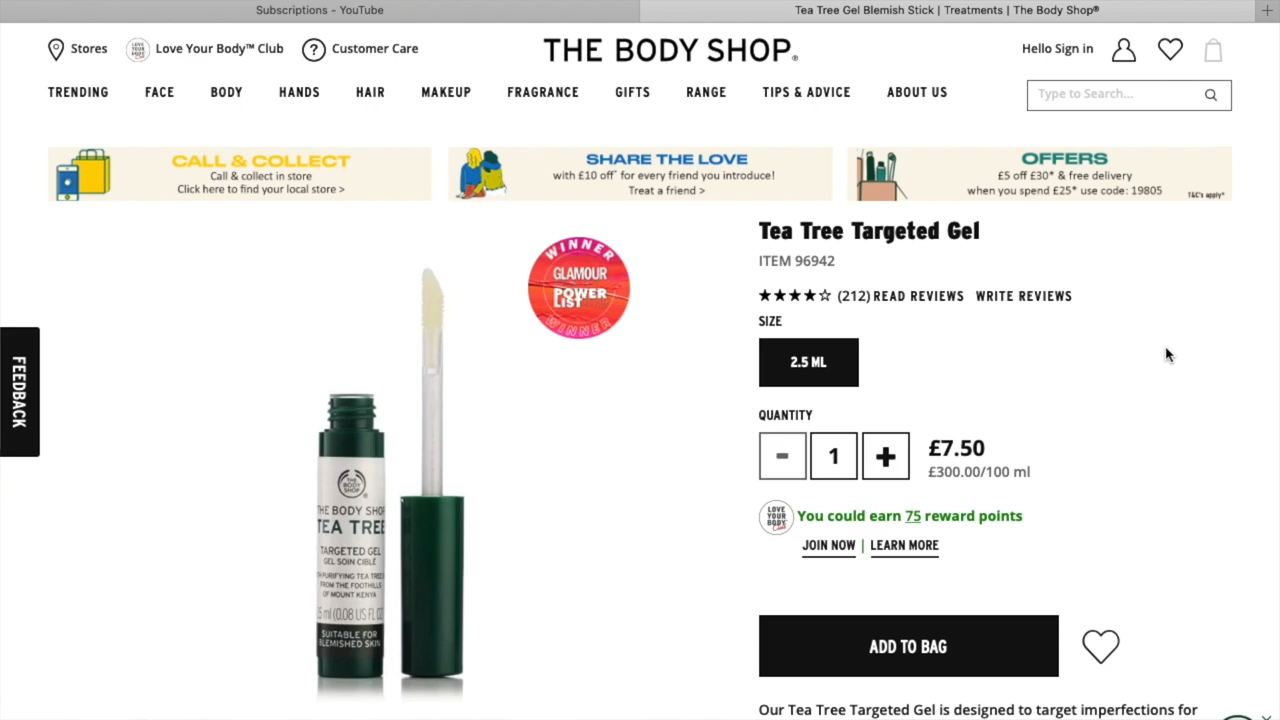 Subscriptions - YouTube
Tea Tree Gel Blemish Stick | Treatments | The Body Shop®
Stores
Love Your Body™ Club
? Customer Care
THE BODY SHOP®
Hello Sign in
TRENDING FACE BODY HANDS HAIR MAKEUP FRAGRANCE GIFTS RANGE TIPS & ADVICE ABOUT US
Type to Search...
CALL & COLLECT
Call & collect in store
Click here to find your local store >
SHARE THE LOVE
with £10 off* for every friend you introduce!
Treat a friend >
OFFERS
£5 off £30* & free delivery
when you spend £25* use code: 19805
T&C's apply*
FEEDBACK
WINNER
GLAMOUR
POWER
LIST
WINNER
THE
BODY
SHOP
THE BODY SHOP
TEA TREE
TARGETED GEL
GEL SOIN CIBLÉ
PURIFYING TEA TREE
FROM THE FOOTHILLS
OF MOUNT KENYA
5 ml (0.08 US FL O
SUITABLE FOR
BLEMISHED SKIN
Tea Tree Targeted Gel
ITEM 96942
★★★★☆ (212) READ REVIEWS WRITE REVIEWS
SIZE
2.5 ML
QUANTITY
- 1 +
£7.50
£300.00/100 ml
LOVE
YOUR
BODY
Club
You could earn 75 reward points
JOIN NOW | LEARN MORE
ADD TO BAG
Our Tea Tree Targeted Gel is designed to target imperfections for